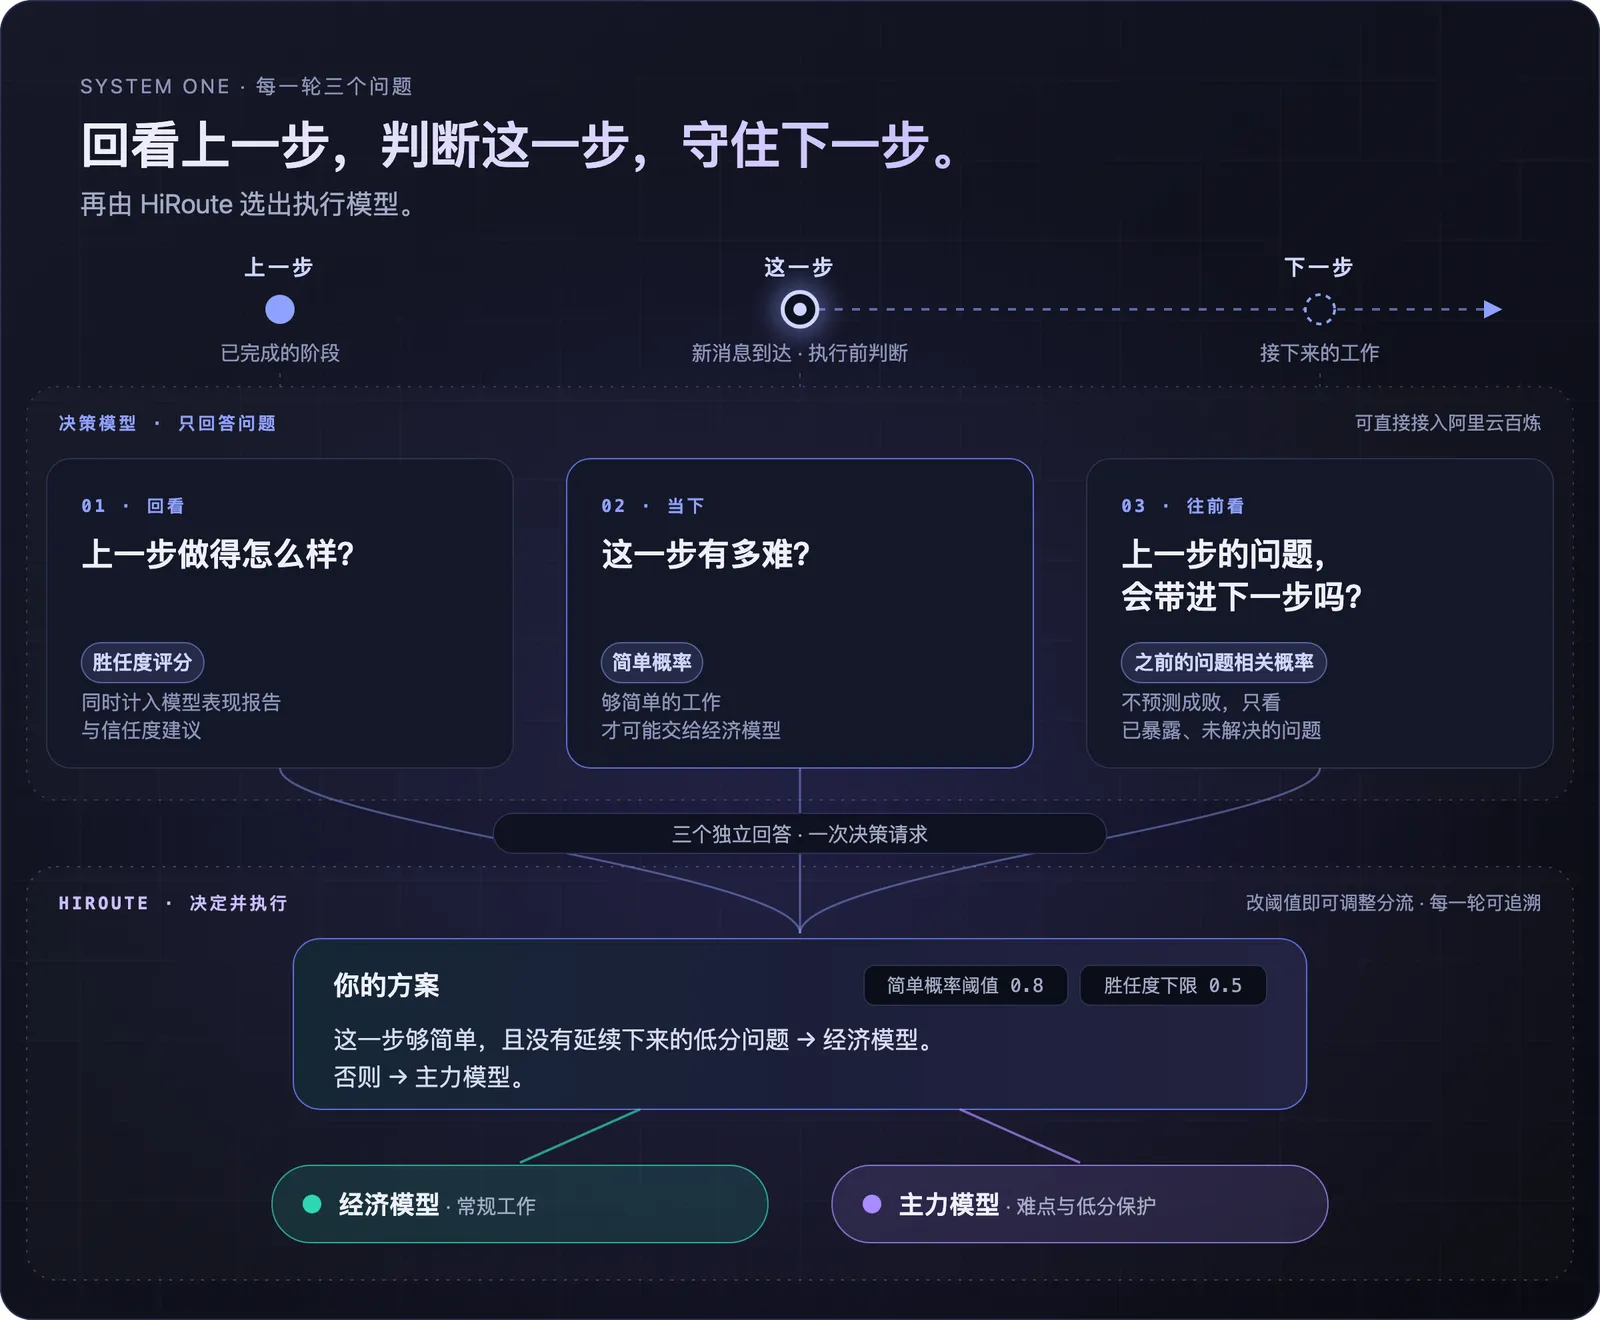 SYSTEM ONE · 每一轮三个问题
回看上一步，判断这一步，守住下一步。
再由 HiRoute 选出执行模型。
上一步
这一步
下一步
已完成的阶段
新消息到达 · 执行前判断
接下来的工作
决策模型 · 只回答问题
可直接接入阿里云百炼
01 · 回看
上一步做得怎么样?
胜任度评分
同时计入模型表现报告
与信任度建议
02 · 当下
这一步有多难?
简单概率
够简单的工作
才可能交给经济模型
03 · 往前看
上一步的问题，
会带进下一步吗?
之前的问题相关概率
不预测成败，只看
已暴露、未解决的问题
三个独立回答 · 一次决策请求
HIROUTE · 决定并执行
改阈值即可调整分流 · 每一轮可追溯
你的方案
简单概率阈值 0.8
胜任度下限 0.5
这一步够简单，且没有延续下来的低分问题 → 经济模型。
否则 → 主力模型。
经济模型 · 常规工作
主力模型 · 难点与低分保护